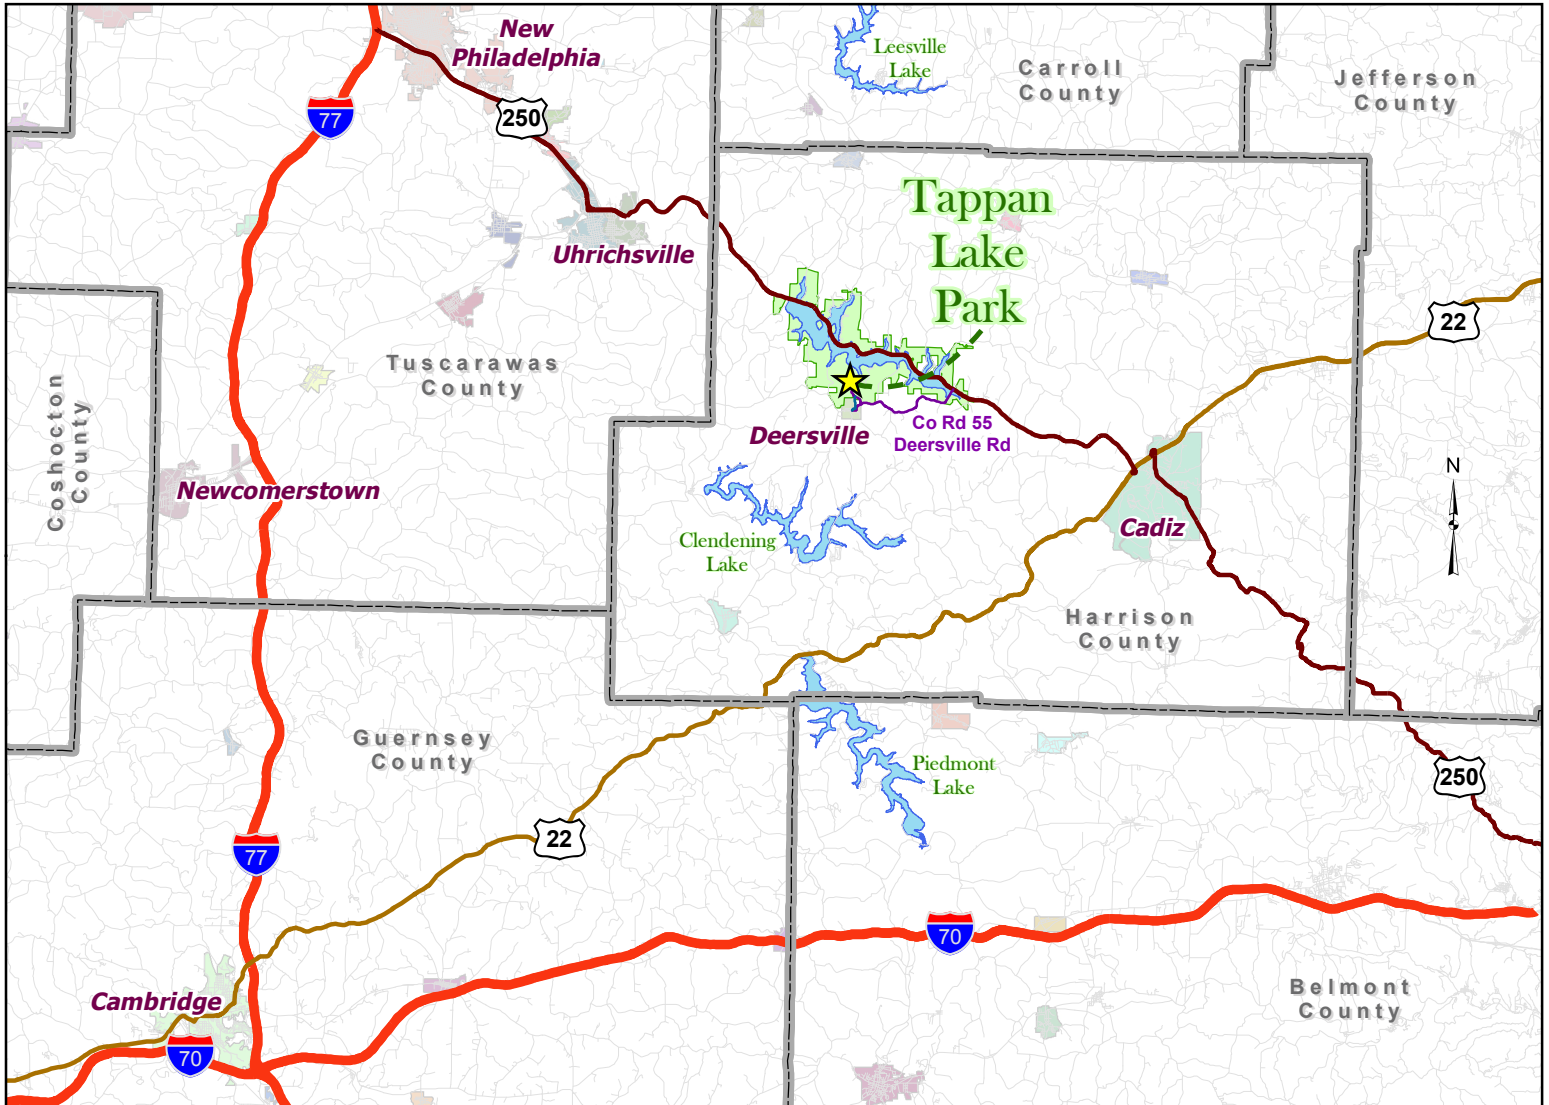 New
Philadelphia
Leesville
Lake
Carroll
County
Jefferson
County
77
250
Tappan
Lake
Park
Uhrichsville
22
Tuscarawas
County
Coshocton
County
Deersville
Co Rd 55
Deersville Rd
Newcomerstown
N
Cadiz
Clendening
Lake
Harrison
County
Guernsey
County
Piedmont
Lake
250
22
77
70
Cambridge
Belmont
County
70